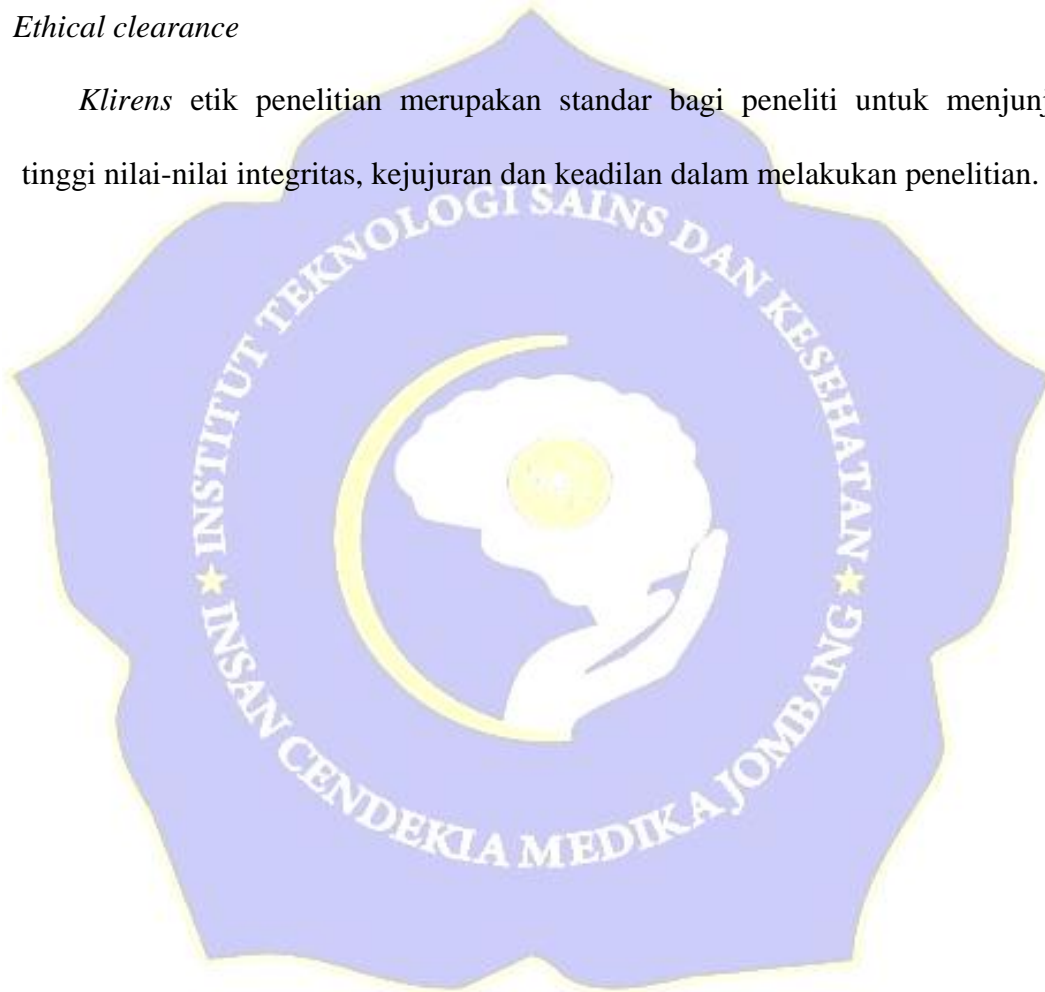 Ethical clearance
Klirens etik penelitian merupakan standar bagi peneliti untuk menjunj
tinggi nilai-nilai integritas, kejujuran dan keadilan dalam melakukan penelitian.
INSTITUT TEKNOLOGI SAINS DAN KESEHATAN
INSAN CENDEKIA MEDIKA JOMBANG